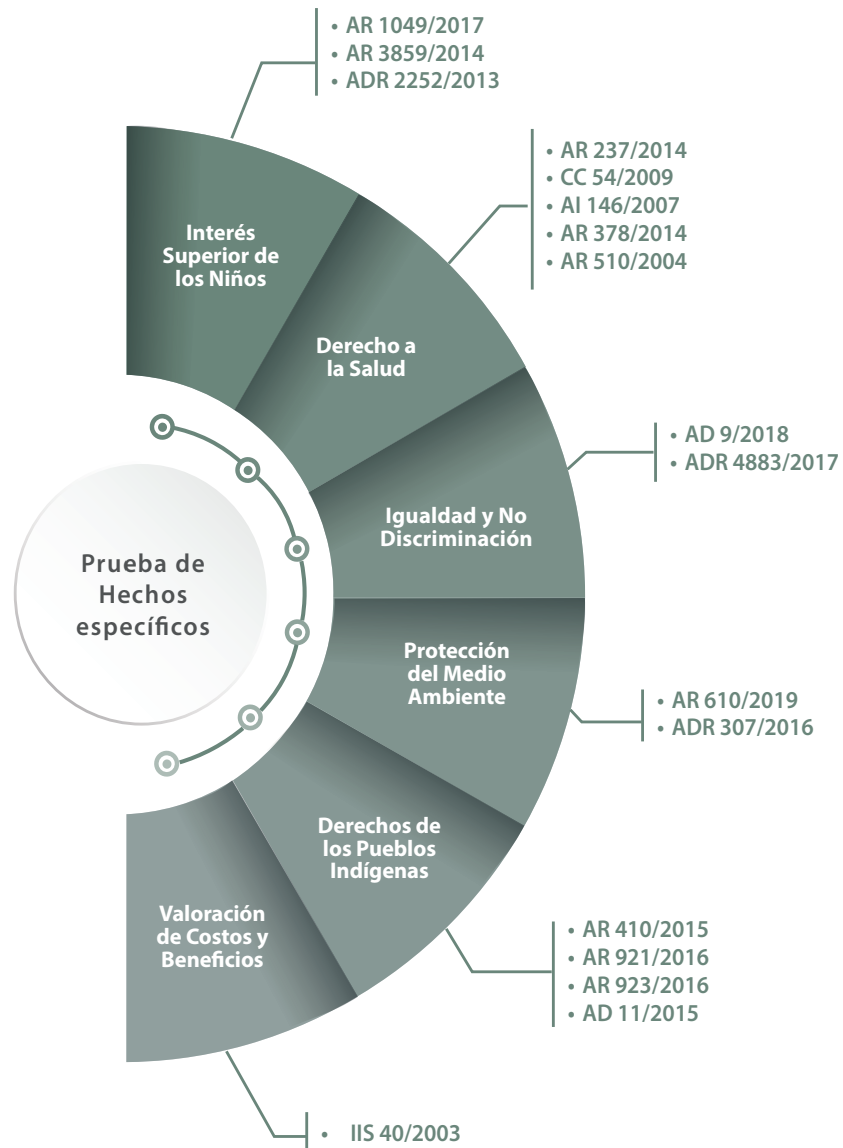 • AR 1049/2017
• AR 3859/2014
• ADR 2252/2013
Interés
Superior de
los Niños
• AR 237/2014
• CC 54/2009
• AI 146/2007
• AR 378/2014
• AR 510/2004
Derecho a
la Salud
• AD 9/2018
• ADR 4883/2017
Igualdad y No
Discriminación
Prueba de
Hechos
específicos
Protección
del Medio
Ambiente
• AR 610/2019
• ADR 307/2016
Derechos de
los Pueblos
Indígenas
• AR 410/2015
• AR 921/2016
• AR 923/2016
• AD 11/2015
Valoración
de Costos y
Beneficios
• IIS 40/2003